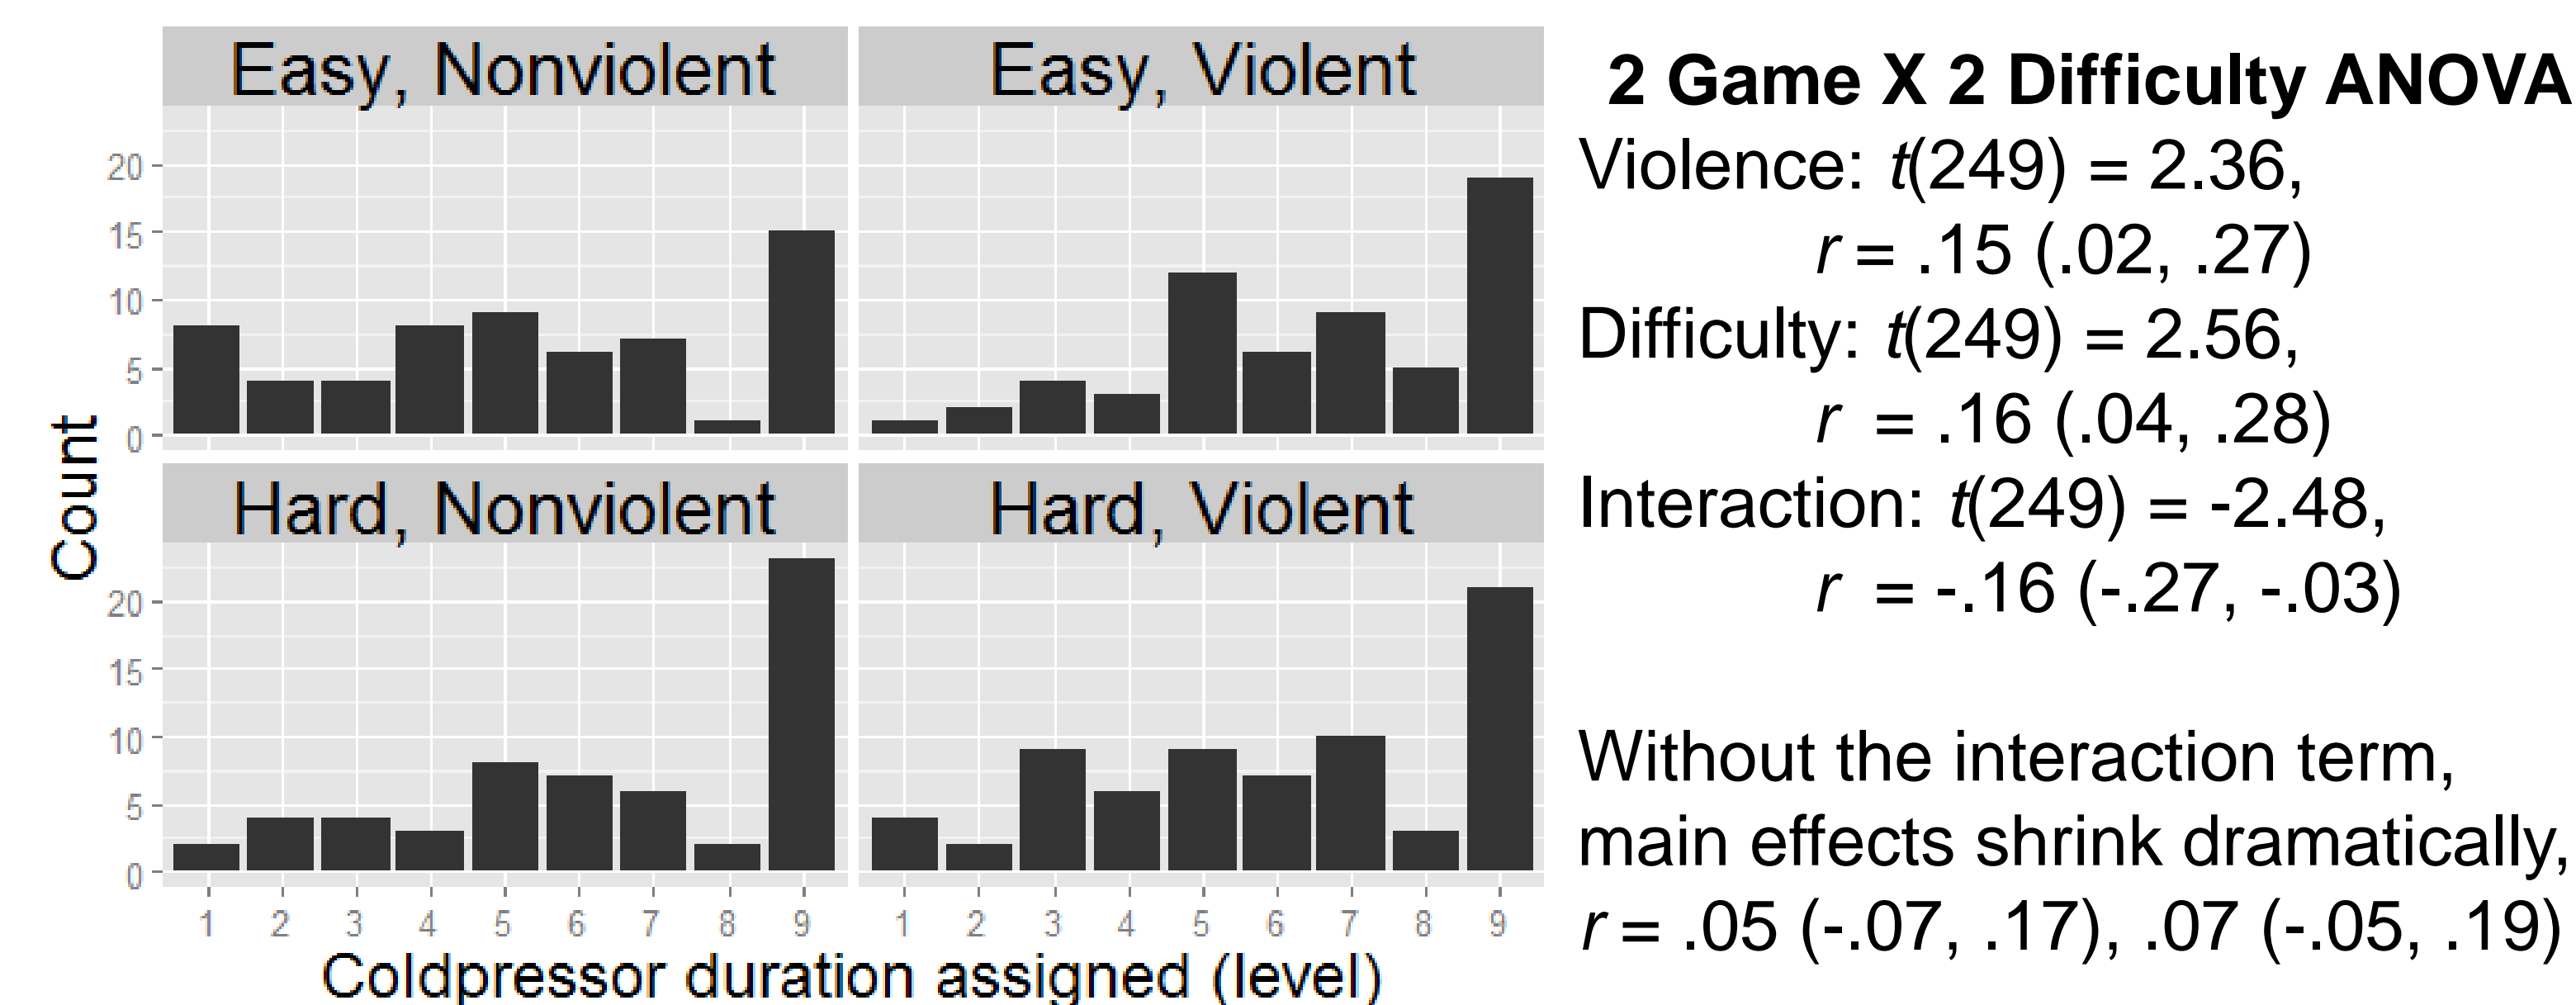 Easy, Nonviolent
Easy, Violent
20
15
10
5
0
Hard, Nonviolent
Hard, Violent
20
15
10
5
0
Count
1 2 3 4 5 6 7 8 9
1 2 3 4 5 6 7 8 9
Coldpressor duration assigned (level)
2 Game X 2 Difficulty ANOVA
Violence: t(249) = 2.36,
r = .15 (.02, .27)
Difficulty: t(249) = 2.56,
r = .16 (.04, .28)
Interaction: t(249) = -2.48,
r = -.16 (-.27, -.03)
Without the interaction term,
main effects shrink dramatically,
r = .05 (-.07, .17), .07 (-.05, .19)